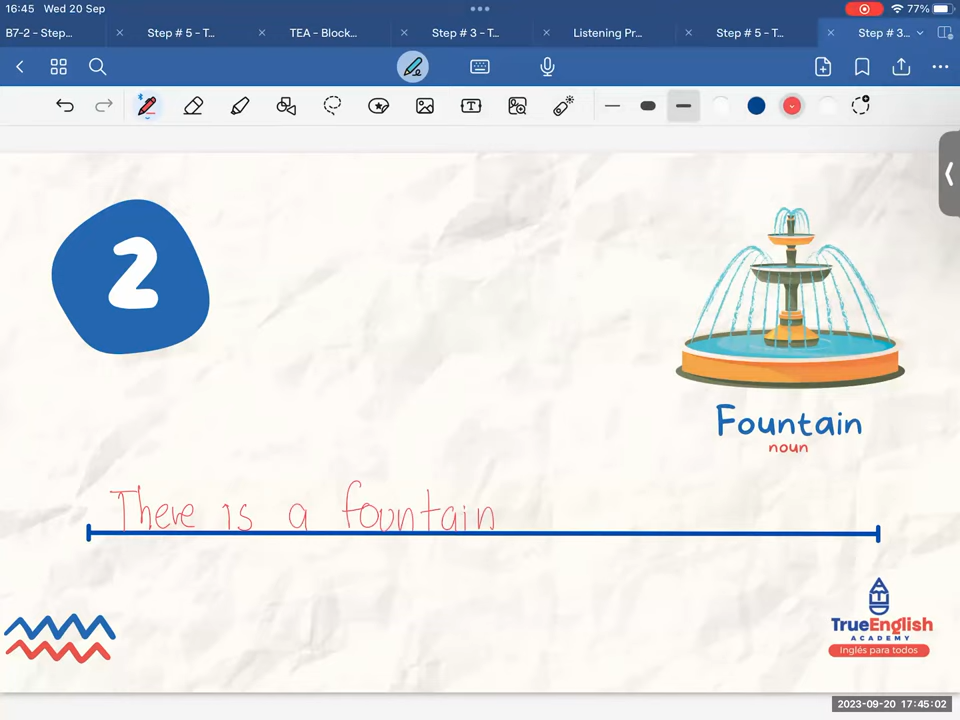 16:45 Wed 20 Sep
77%
B7-2 - Step...
Step # 5 - T...
TEA - Block...
Step # 3 - T...
Listening Pr...
Step # 5 - T...
Step # 3...
2
Fountain
noun
There is a fountain
TrueEnglish
ACADEMY
Inglés para todos
2023-09-20 17:45:02